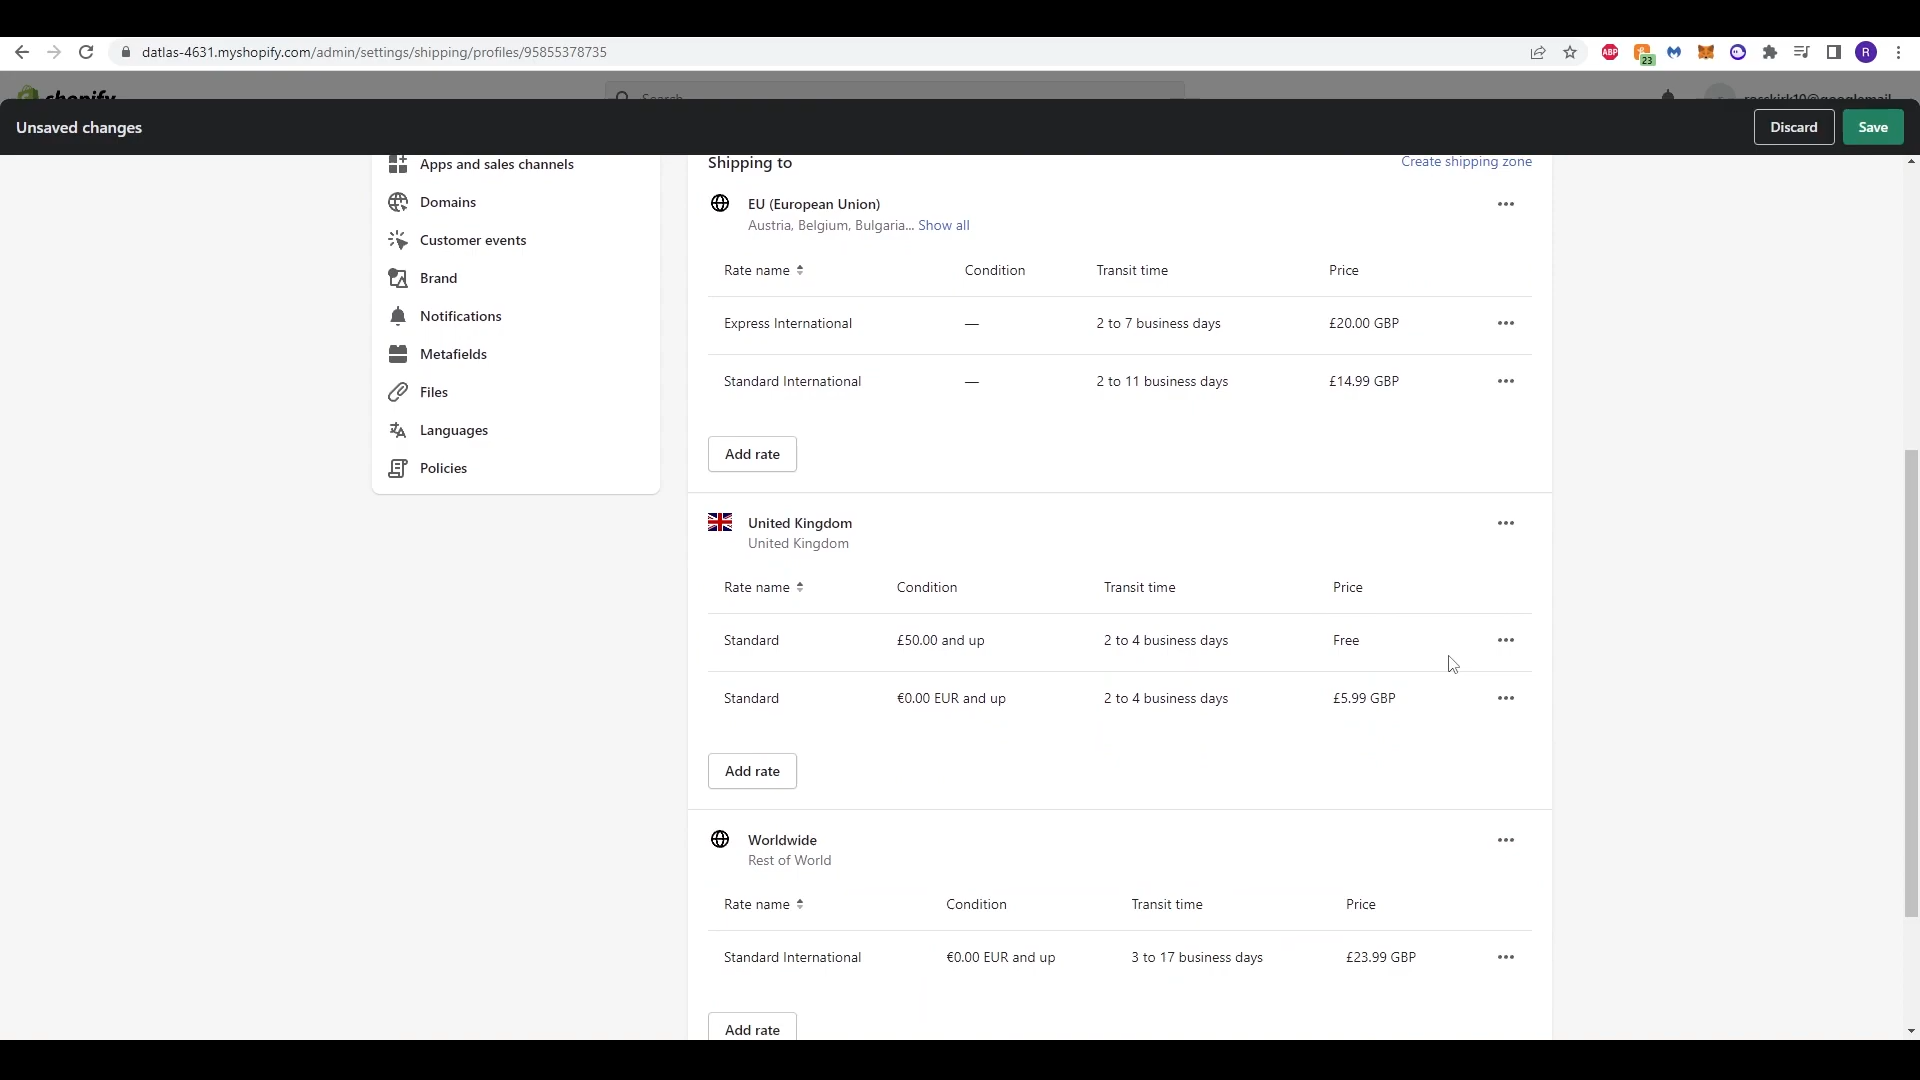 datlas-4631.myshopify.com/admin/settings/shipping/profiles/95855378735
ABP
23
R
shopify
Search
Unsaved changes
Discard
Save
Apps and sales channels
Domains
Customer events
Brand
Notifications
Metafields
Files
Languages
Policies
Shipping to
Create shipping zone
EU (European Union)
Austria, Belgium, Bulgaria... Show all
Rate name Condition Transit time Price
Express International — 2 to 7 business days £20.00 GBP
Standard International — 2 to 11 business days £14.99 GBP
Add rate
United Kingdom
United Kingdom
Rate name Condition Transit time Price
Standard £50.00 and up 2 to 4 business days Free
Standard €0.00 EUR and up 2 to 4 business days £5.99 GBP
Add rate
Worldwide
Rest of World
Rate name Condition Transit time Price
Standard International €0.00 EUR and up 3 to 17 business days £23.99 GBP
Add rate